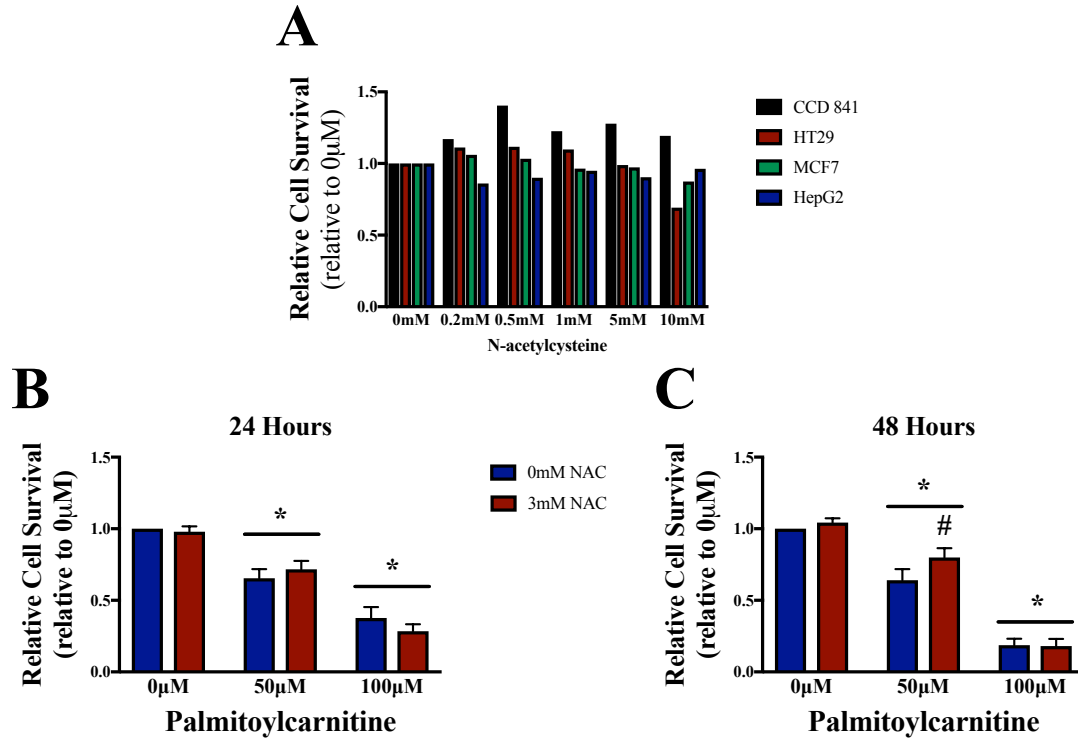 A
Relative Cell Survival
(relative to 0µM)
1.5
1.0
0.5
0.0
0mM 0.2mM 0.5mM 1mM 5mM 10mM
N-acetylcysteine
CCD 841
HT29
MCF7
HepG2
B
24 Hours
Relative Cell Survival
(relative to 0µM)
1.5
1.0
0.5
0.0
*
*
0µM 50µM 100µM
Palmitoylcarnitine
0mM NAC
3mM NAC
C
48 Hours
Relative Cell Survival
(relative to 0µM)
1.5
1.0
0.5
0.0
*
#
*
0µM 50µM 100µM
Palmitoylcarnitine